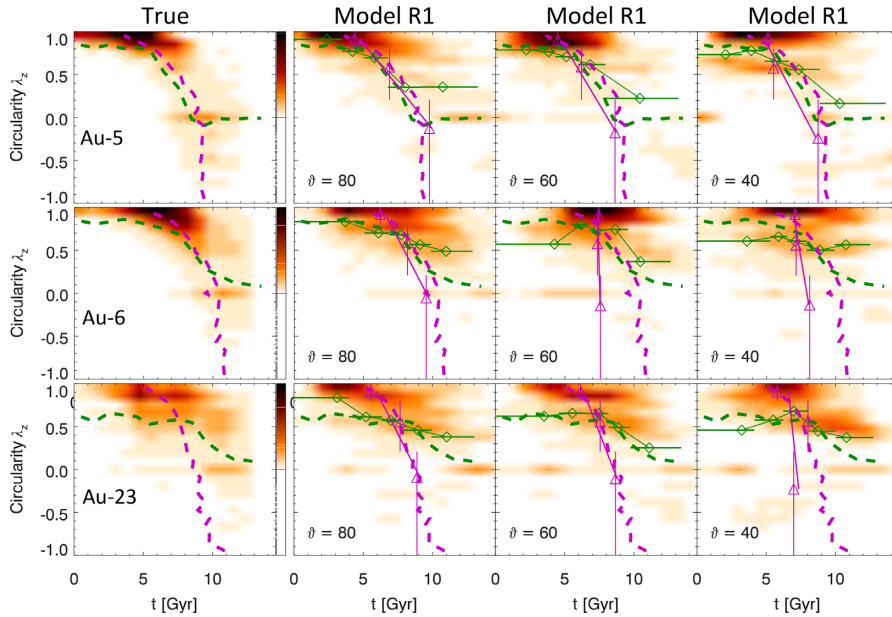 True Model R1 Model R1 Model R1
1.0
0.5
0.0
-0.5
-1.0
Circularity λz
Au-5
ϑ = 80 ϑ = 60 ϑ = 40
1.0
0.5
0.0
-0.5
-1.0
Circularity λz
Au-6
ϑ = 80 ϑ = 60 ϑ = 40
1.0
0.5
0.0
-0.5
-1.0
Circularity λz
Au-23
ϑ = 80 ϑ = 60 ϑ = 40
0 5 10 0 5 10 0 5 10 0 5 10
t [Gyr] t [Gyr] t [Gyr] t [Gyr]